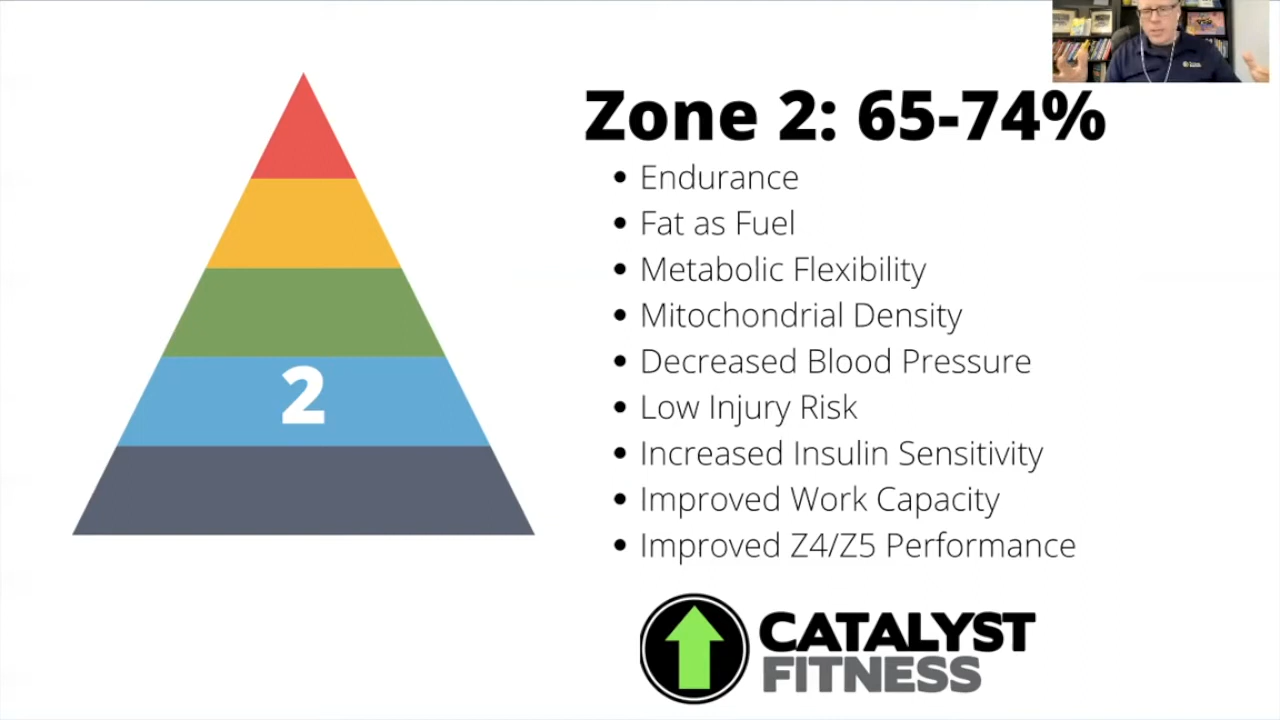 Zone 2: 65-74%
Endurance
Fat as Fuel
Metabolic Flexibility
Mitochondrial Density
2
Decreased Blood Pressure
Low Injury Risk
Increased Insulin Sensitivity
Improved Work Capacity
Improved Z4/Z5 Performance
CATALYST
FITNESS